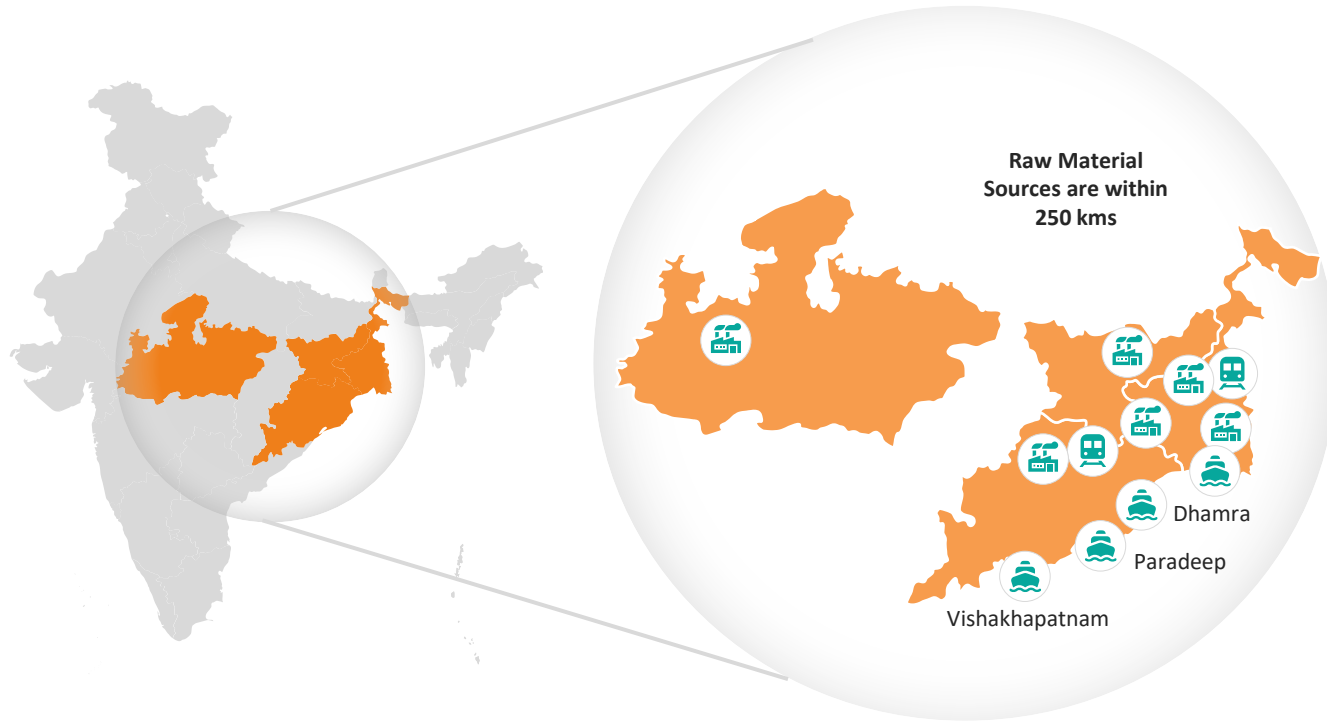 Raw Material
Sources are within
250 kms
Dhamra
Paradeep
Vishakhapatnam